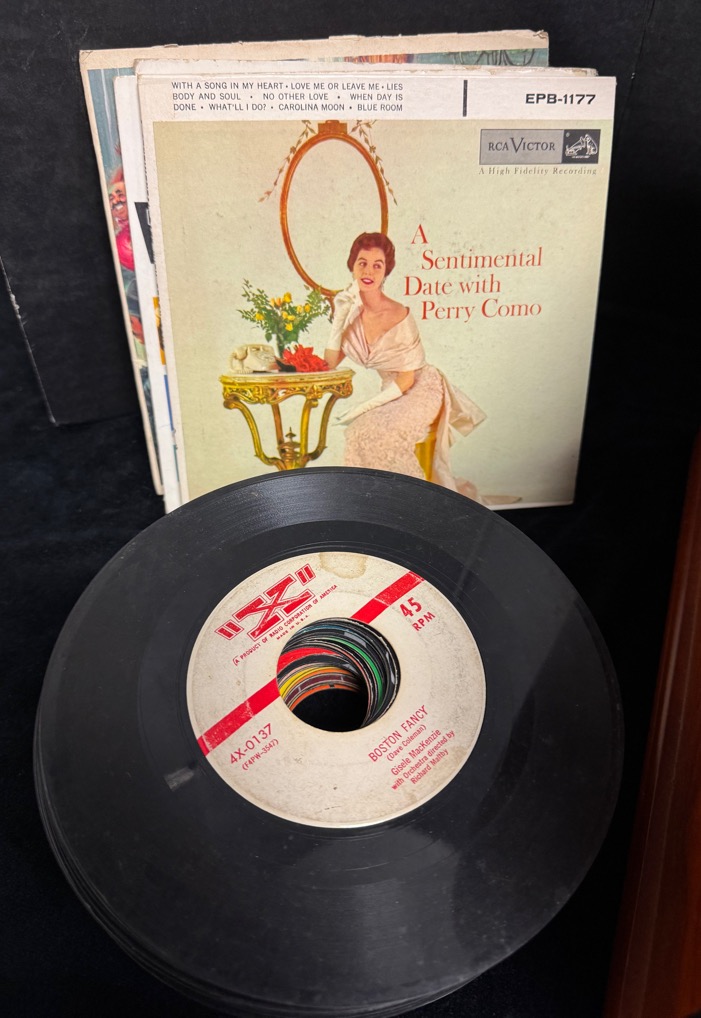 WITH A SONG IN MY HEART • LOVE ME OR LEAVE ME • LIES
BODY AND SOUL • NO OTHER LOVE • WHEN DAY IS
DONE • WHAT'LL I DO? • CAROLINA MOON • BLUE ROOM
EPB-1177
RCA VICTOR
A High Fidelity Recording
A
Sentimental
Date with
Perry Como
"X"
(A PRODUCT OF RADIO CORPORATION OF AMERICA
MADE IN U.S.A.
45
RPM
4X-0137
(F4PW-3547)
BOSTON FANCY
(Dave Coleman)
Gisele MacKenzie
with Orchestra directed by
Richard Maltby